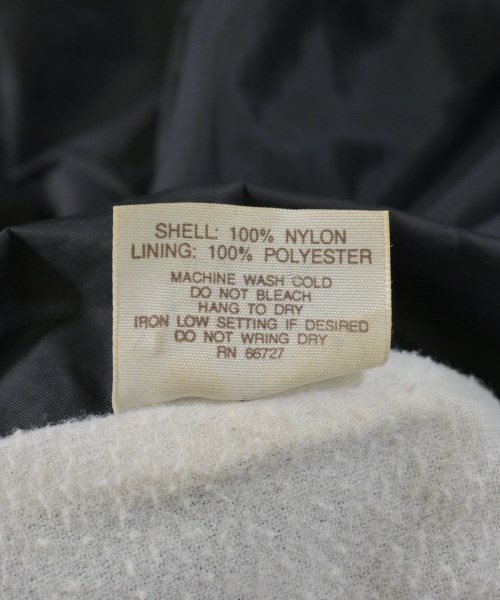 SHELL: 100% NYLON
LINING: 100% POLYESTER
MACHINE WASH COLD
DO NOT BLEACH
HANG TO DRY
IRON LOW SETTING IF DESIRED
DO NOT WRING DRY
RN 66727